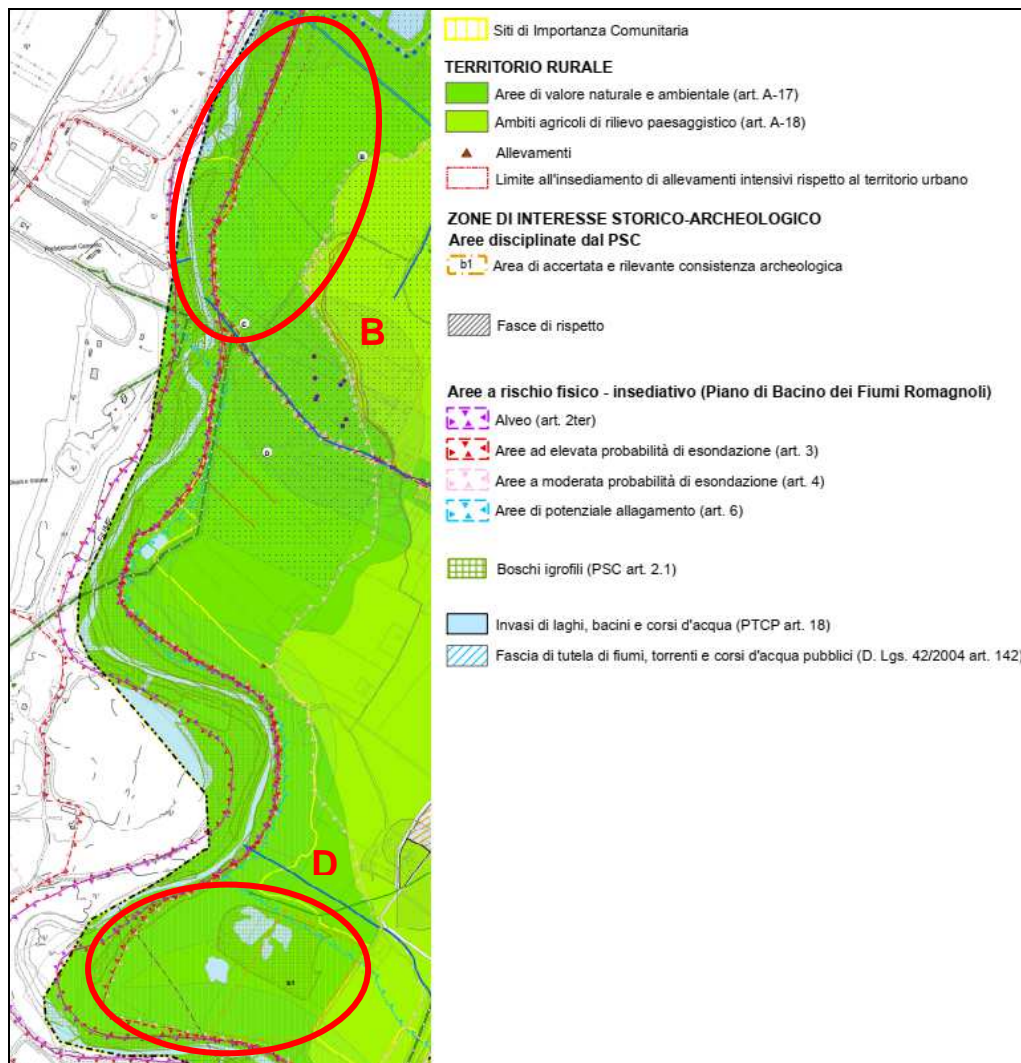 Siti di Importanza Comunitaria
TERRITORIO RURALE
Aree di valore naturale e ambientale (art. A-17)
Ambiti agricoli di rilievo paesaggistico (art. A-18)
Allevamenti
Limite all'insediamento di allevamenti intensivi rispetto al territorio urbano
ZONE DI INTERESSE STORICO-ARCHEOLOGICO
Aree disciplinate dal PSC
b1 Area di accertata e rilevante consistenza archeologica
Fasce di rispetto
Aree a rischio fisico - insediativo (Piano di Bacino dei Fiumi Romagnoli)
Alveo (art. 2ter)
Aree ad elevata probabilità di esondazione (art. 3)
Aree a moderata probabilità di esondazione (art. 4)
Aree di potenziale allagamento (art. 6)
Boschi igrofili (PSC art. 2.1)
Invasi di laghi, bacini e corsi d'acqua (PTCP art. 18)
Fascia di tutela di fiumi, torrenti e corsi d'acqua pubblici (D. Lgs. 42/2004 art. 142)
B
C
D
D